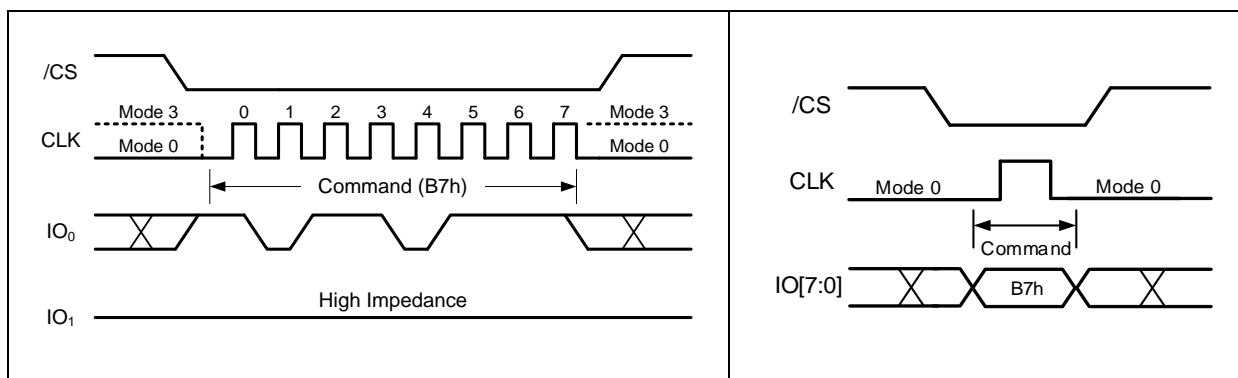 /CS
Mode 3 0 1 2 3 4 5 6 7 Mode 3
CLK
Mode 0 Mode 0
Command (B7h)
IO0
High Impedance
IO1
/CS
CLK
Mode 0 Mode 0
Command
IO[7:0]
B7h